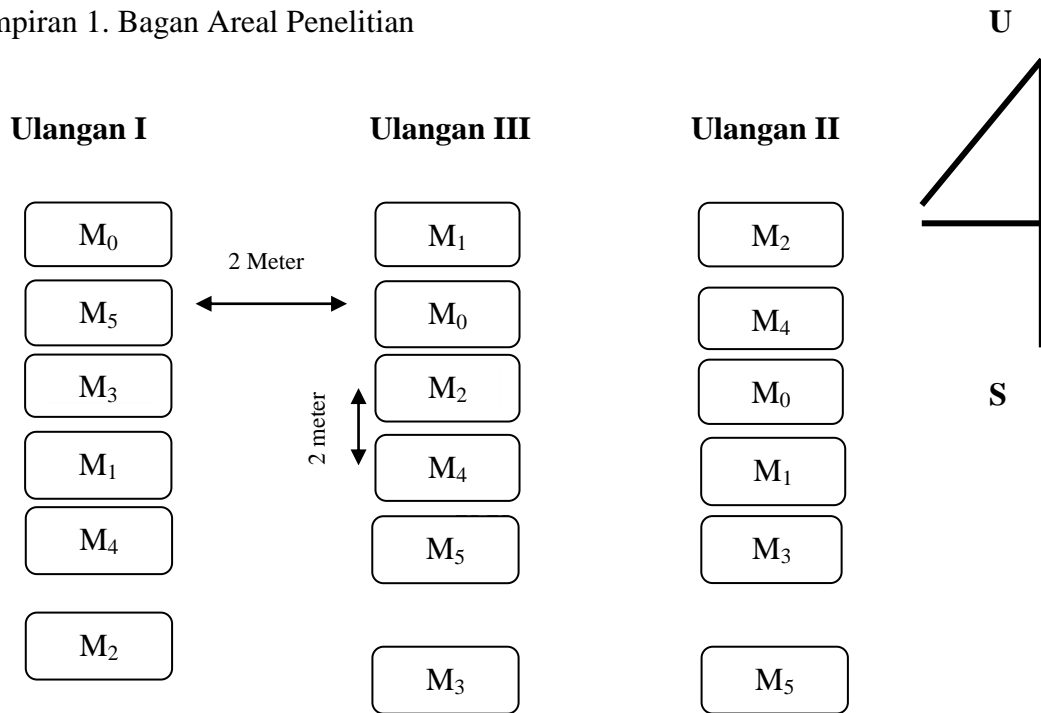 mpiran 1. Bagan Areal Penelitian
U
Ulangan I
Ulangan III
Ulangan II
M₀
M₁
M₂
2 Meter
M₅
M₀
M₄
M₃
M₂
M₀
2 meter
S
M₁
M₄
M₁
M₄
M₅
M₃
M₂
M₃
M₅